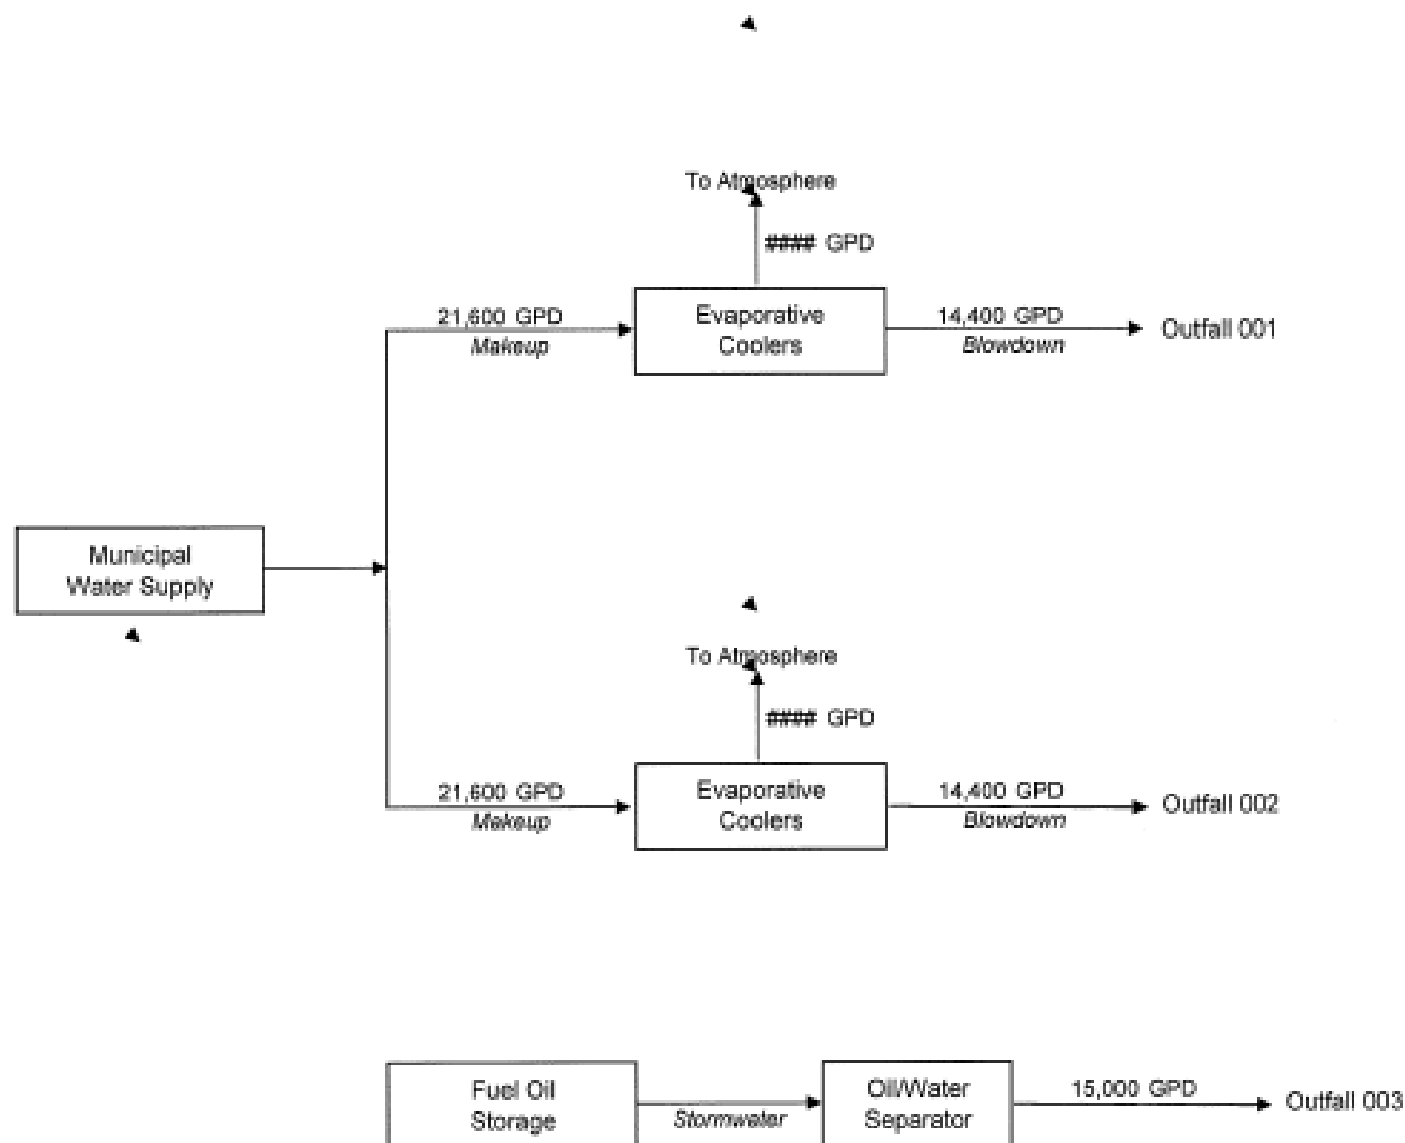 To Atmosphere
#### GPD
21,600 GPD
Makeup
Evaporative
Coolers
14,400 GPD
Blowdown
Outfall 001
Municipal
Water Supply
To Atmosphere
#### GPD
21,600 GPD
Makeup
Evaporative
Coolers
14,400 GPD
Blowdown
Outfall 002
Fuel Oil
Storage
Stormwater
Oil/Water
Separator
15,000 GPD
Outfall 003